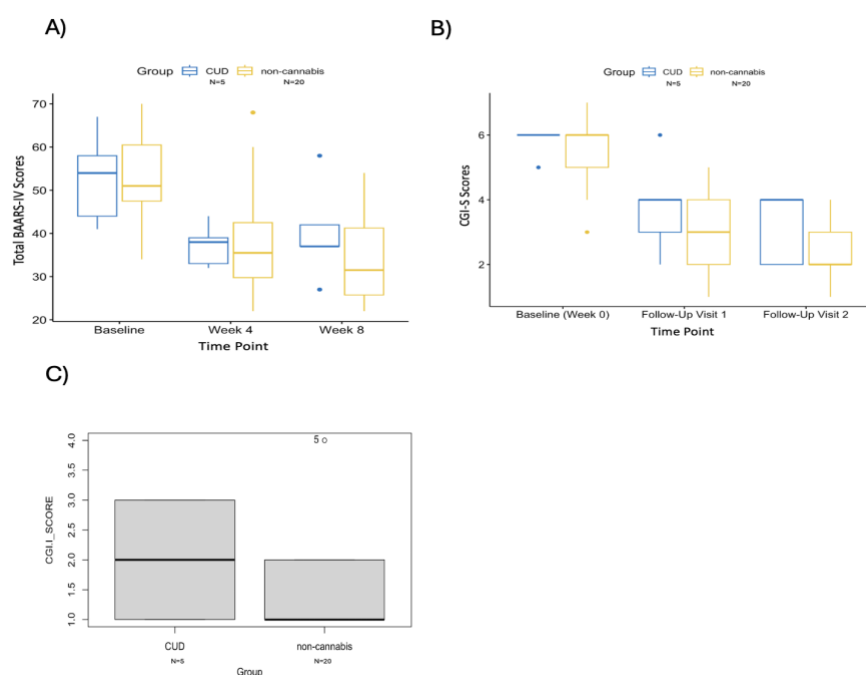 A)
Group CUD non-cannabis
N=5 N=20
70
60
50
40
30
20
Total BAARS-IV Scores
Baseline Week 4 Week 8
Time Point
B)
Group CUD non-cannabis
N=5 N=20
6
4
2
CGI-S Scores
Baseline (Week 0) Follow-Up Visit 1 Follow-Up Visit 2
Time Point
C)
5
4.0
3.5
3.0
2.5
2.0
1.5
1.0
CGI.I_SCORE
CUD non-cannabis
N=5 N=20
Group